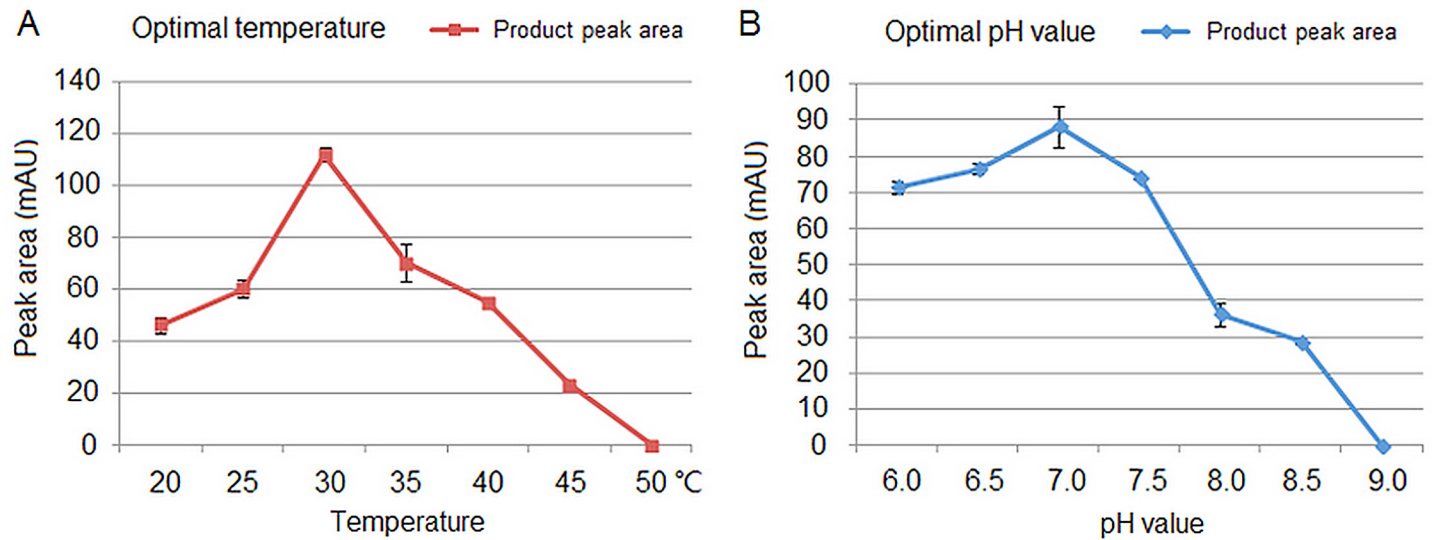 A
Optimal temperature
Product peak area
Peak area (mAU)
140
120
100
80
60
40
20
0
20 25 30 35 40 45 50 ℃
Temperature
B
Optimal pH value
Product peak area
Peak area (mAU)
100
90
80
70
60
50
40
30
20
10
0
6.0 6.5 7.0 7.5 8.0 8.5 9.0
pH value